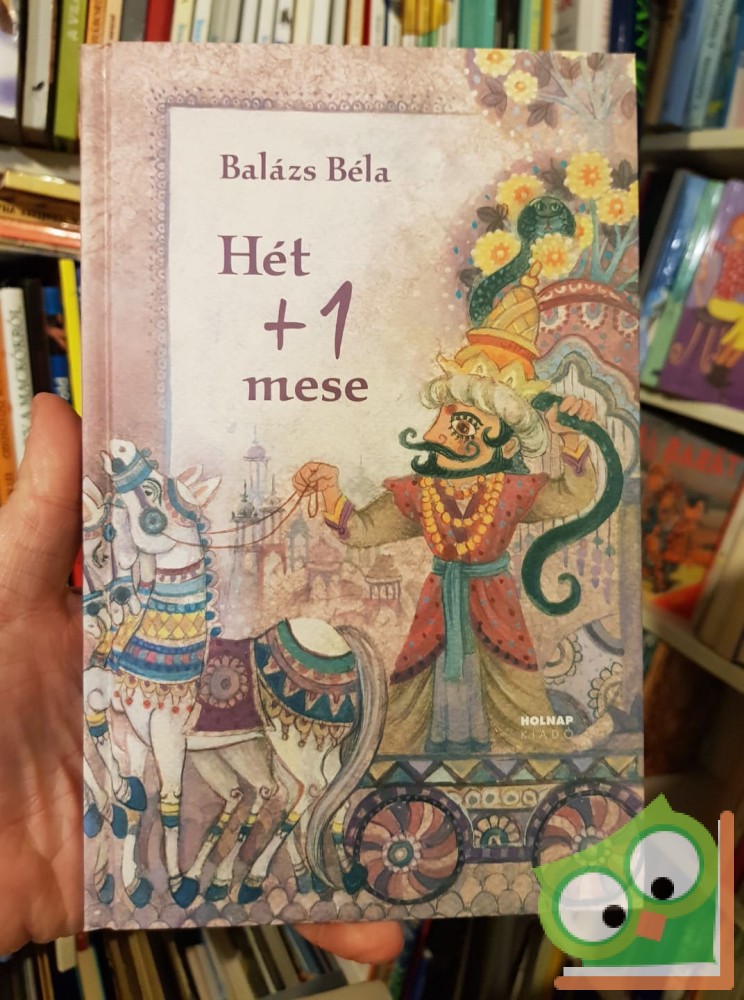 Balázs Béla
Hét
+1
mese
HOLNAP
KIADÓ